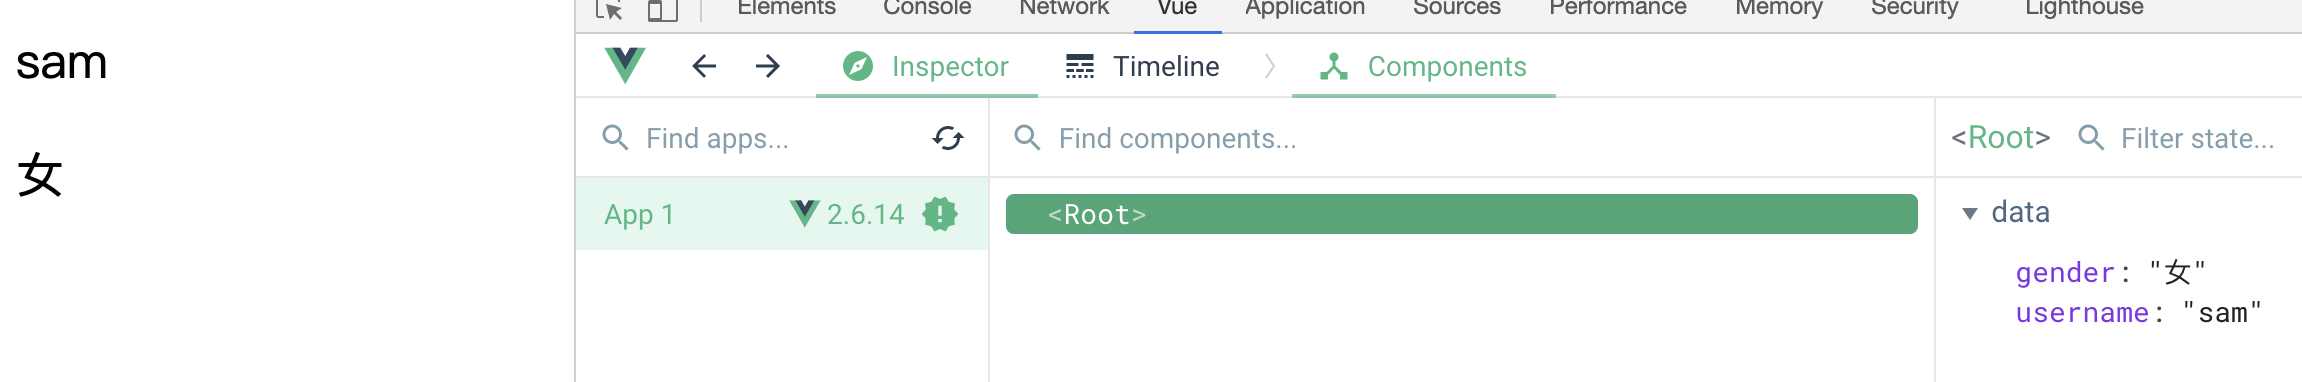 sam
女
Elements Console Network Vue Application Sources Performance Memory Security Lighthouse
Inspector Timeline Components
Find apps...
Find components...
<Root> Filter state...
App 1 2.6.14
<Root>
data
gender: "女"
username: "sam"